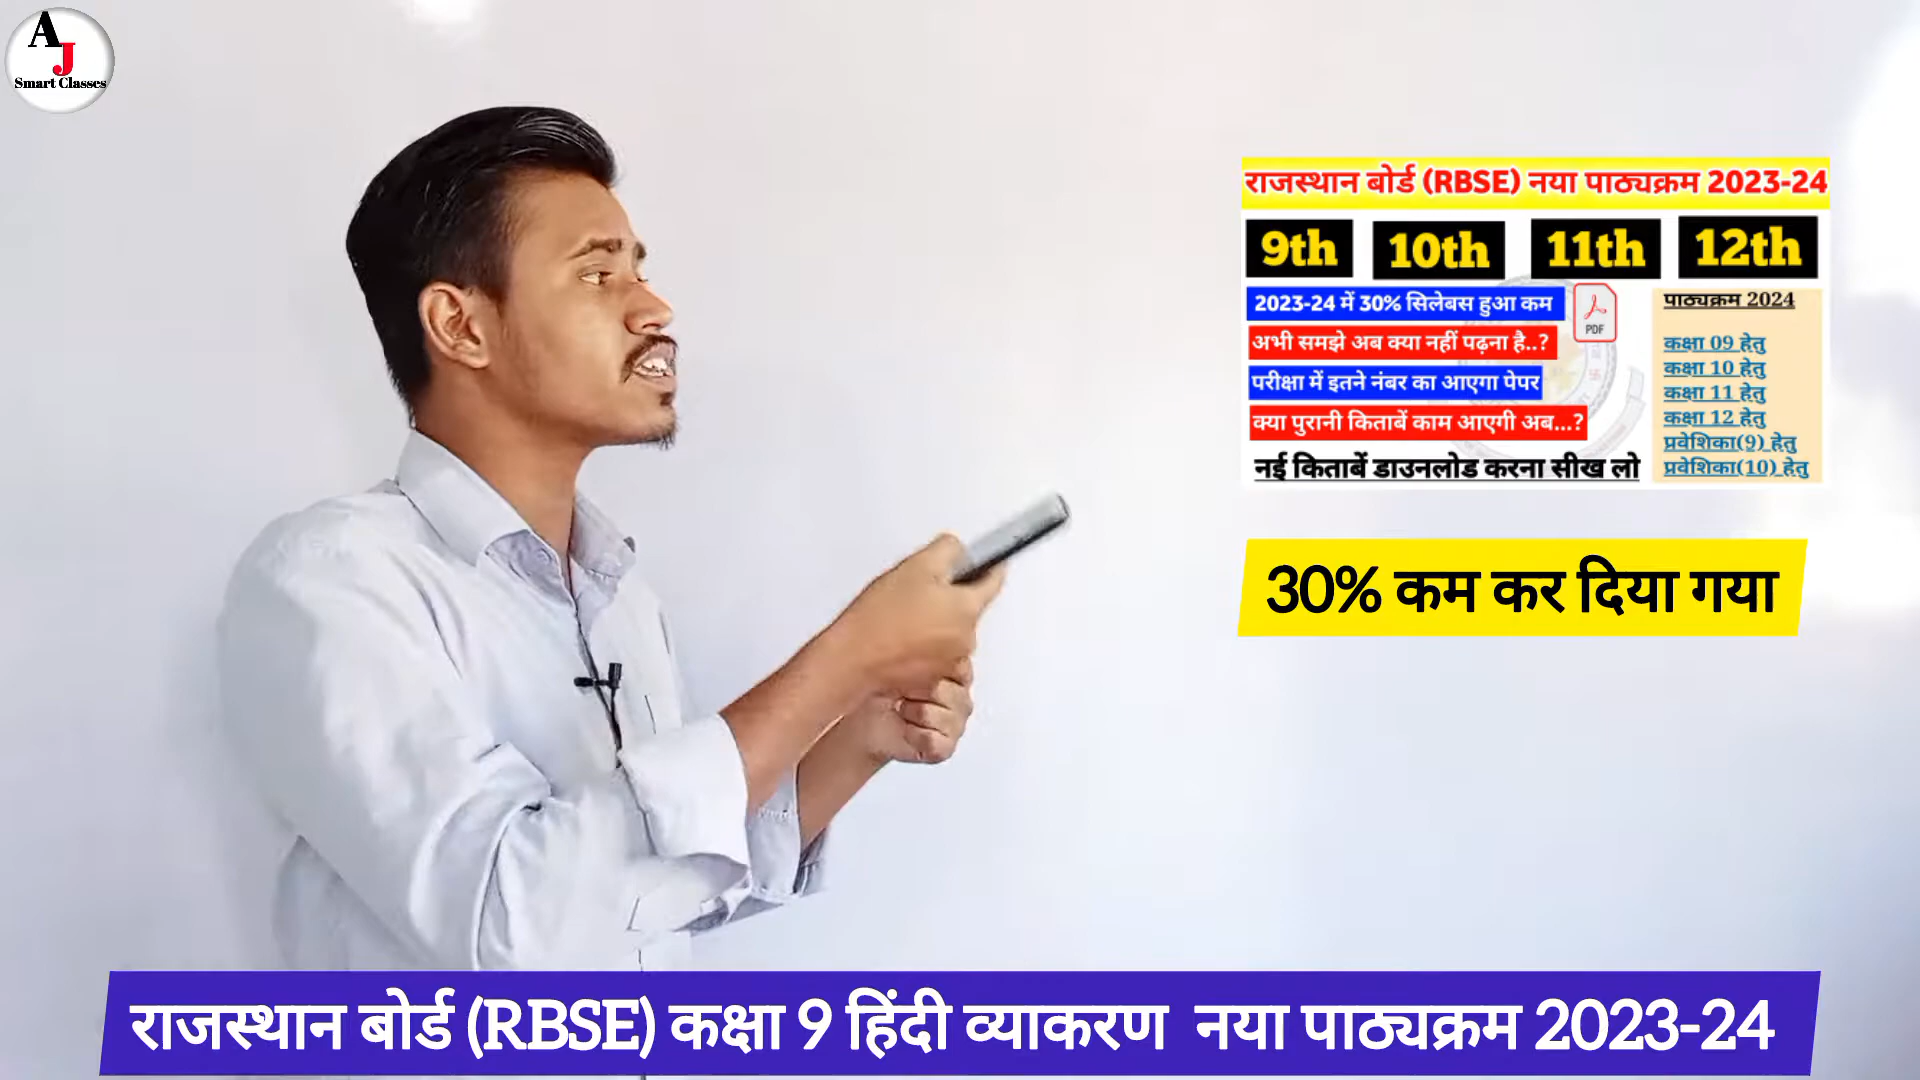 A
J
Smart Classes
राजस्थान बोर्ड (RBSE) नया पाठ्यक्रम 2023-24
9th 10th 11th 12th
2023-24 में 30% सिलेबस हुआ कम
PDF
अभी समझे अब क्या नहीं पढ़ना है..?
परीक्षा में इतने नंबर का आएगा पेपर
क्या पुरानी किताबें काम आएगी अब...?
नई किताबें डाउनलोड करना सीख लो
पाठ्यक्रम 2024
कक्षा 09 हेतु
कक्षा 10 हेतु
कक्षा 11 हेतु
कक्षा 12 हेतु
प्रवेशिका(9) हेतु
प्रवेशिका(10) हेतु
30% कम कर दिया गया
राजस्थान बोर्ड (RBSE) कक्षा 9 हिंदी व्याकरण नया पाठ्यक्रम 2023-24